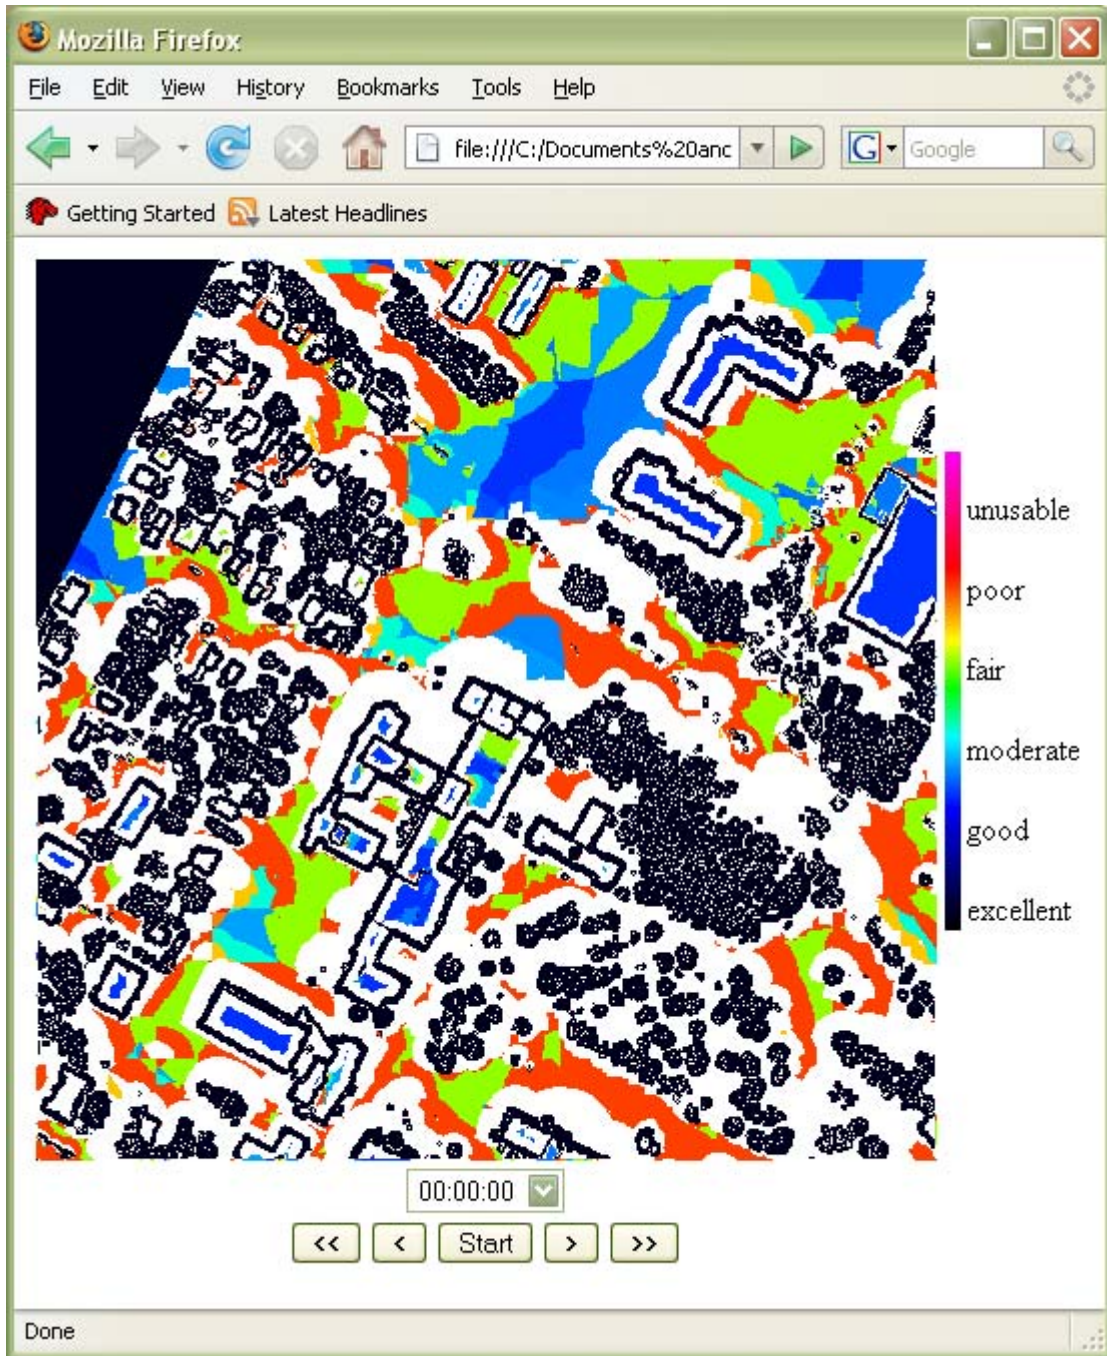 Mozilla Firefox
File Edit View History Bookmarks Tools Help
file:///C:/Documents%20anc
G Google
Getting Started Latest Headlines
unusable
poor
fair
moderate
good
excellent
00:00:00
<< < Start > >>
Done